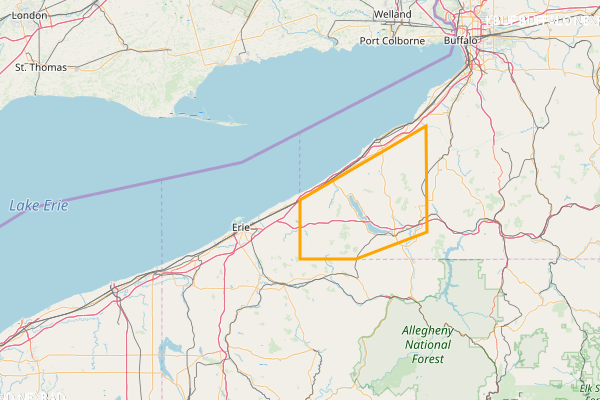 London
Welland
Port Colborne
Buffalo
St. Thomas
Lake Erie
Erie
Allegheny
National
Forest
Elk S